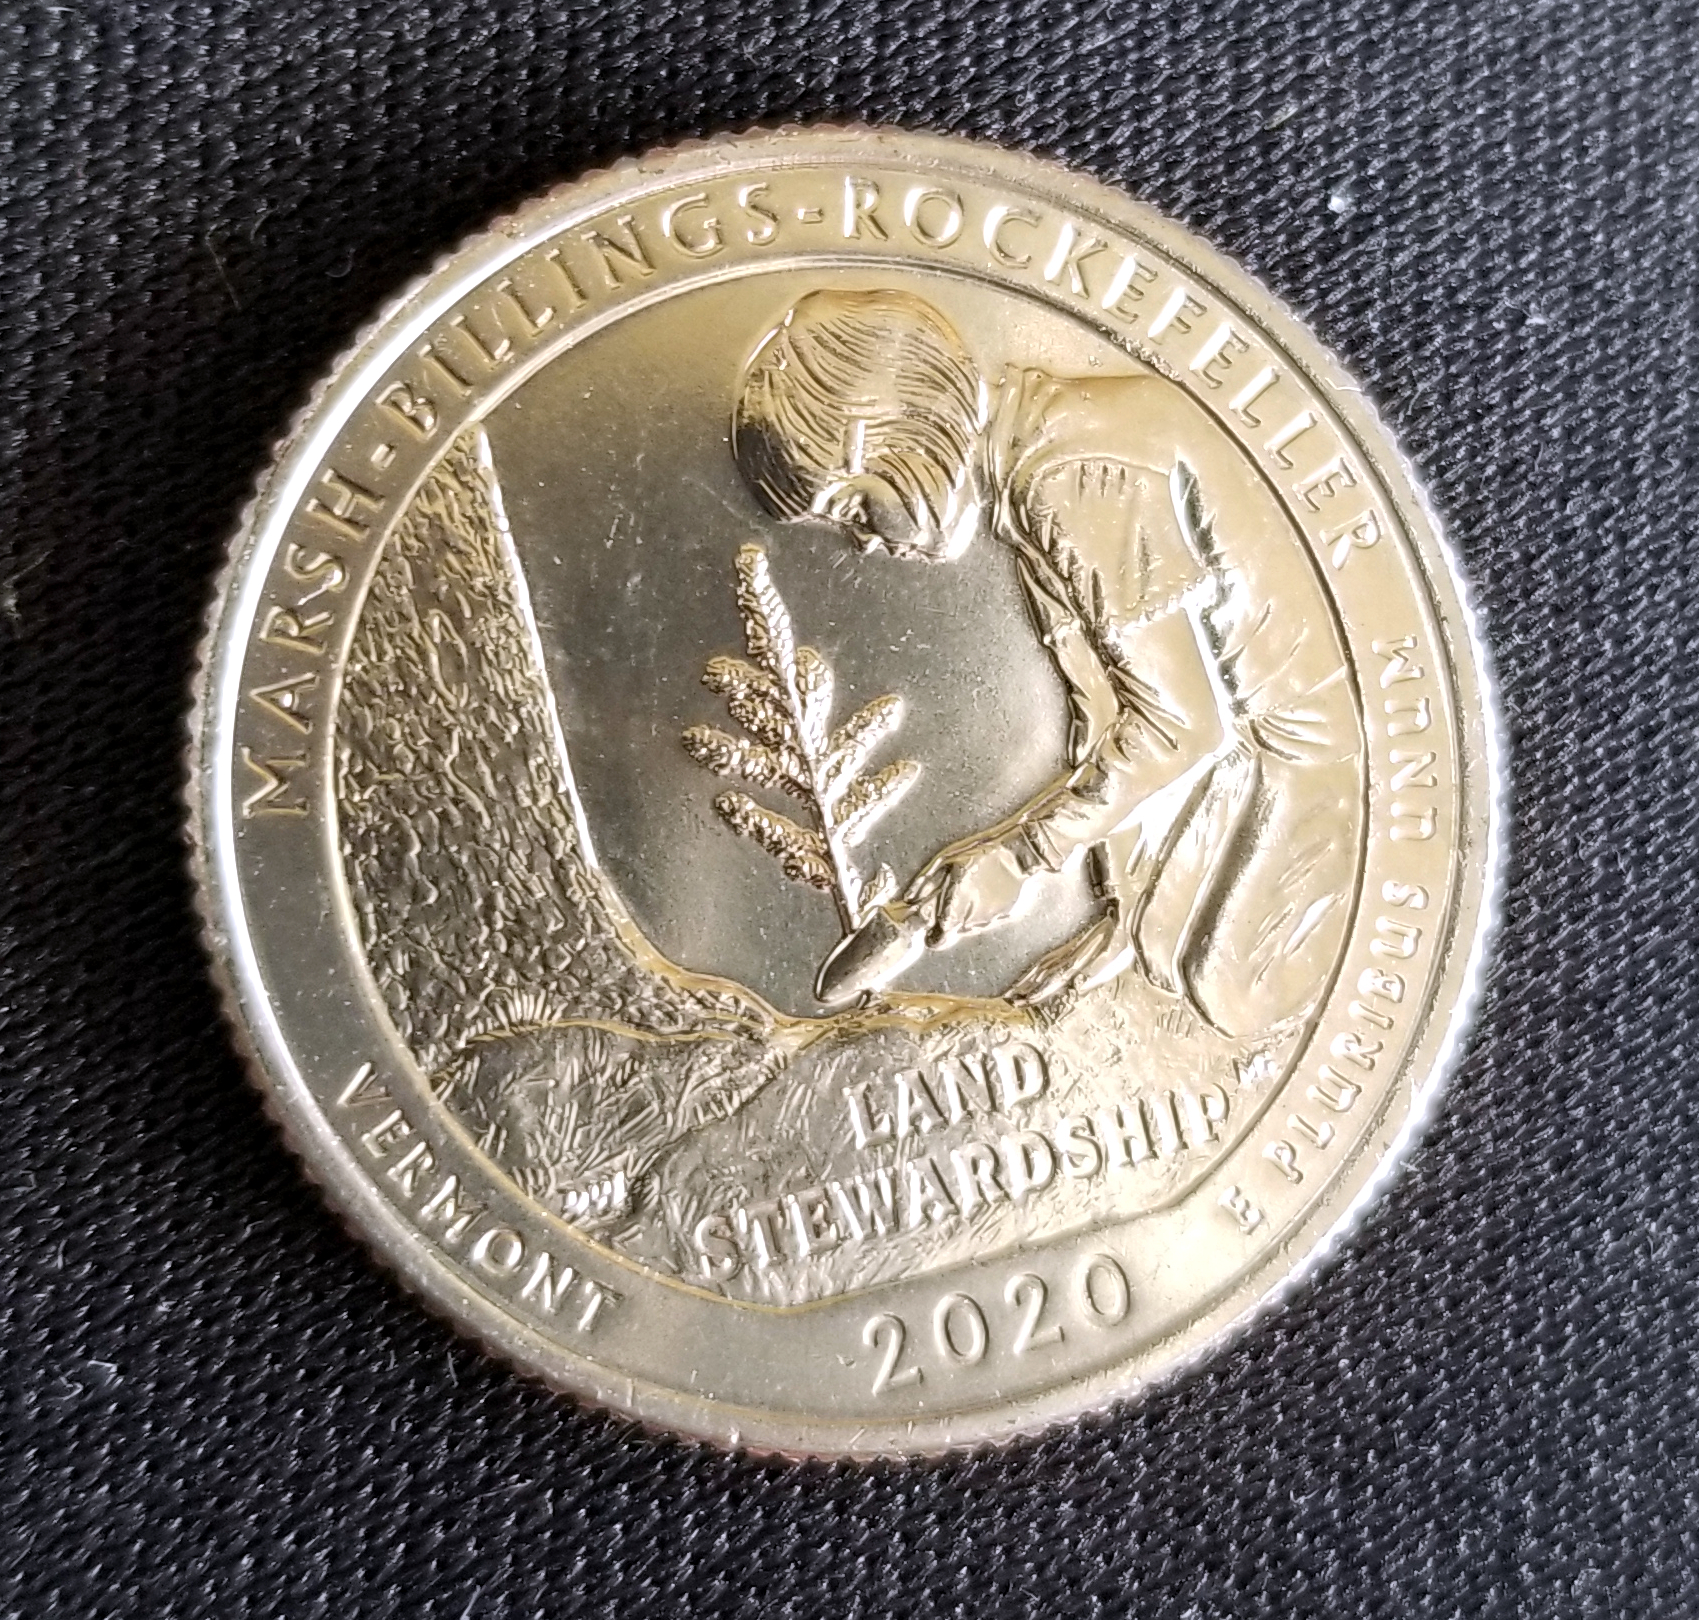 MARSH-BILLINGS-ROCKEFELLER
LAND
STEWARDSHIP
VERMONT
2020
E PLURIBUS UNUM